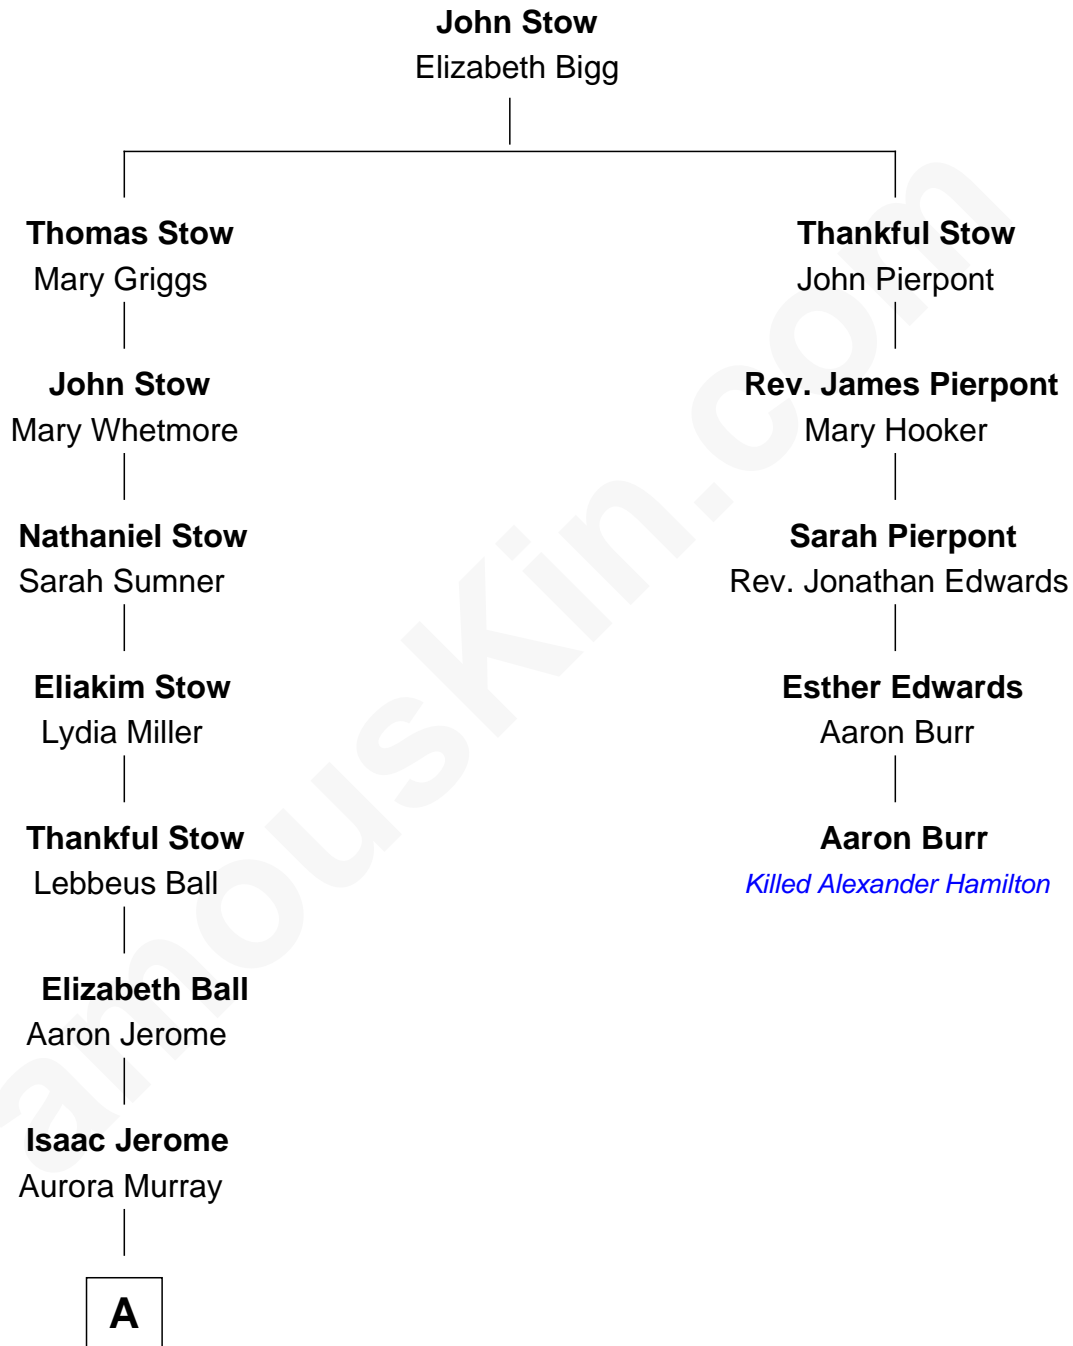 John Stow
Elizabeth Bigg
Thomas Stow
Mary Griggs
Thankful Stow
John Pierpont
John Stow
Mary Whetmore
Rev. James Pierpont
Mary Hooker
Nathaniel Stow
Sarah Sumner
Sarah Pierpont
Rev. Jonathan Edwards
Eliakim Stow
Lydia Miller
Esther Edwards
Aaron Burr
Thankful Stow
Lebbeus Ball
Aaron Burr
Killed Alexander Hamilton
Elizabeth Ball
Aaron Jerome
Isaac Jerome
Aurora Murray
A
amouskin.com